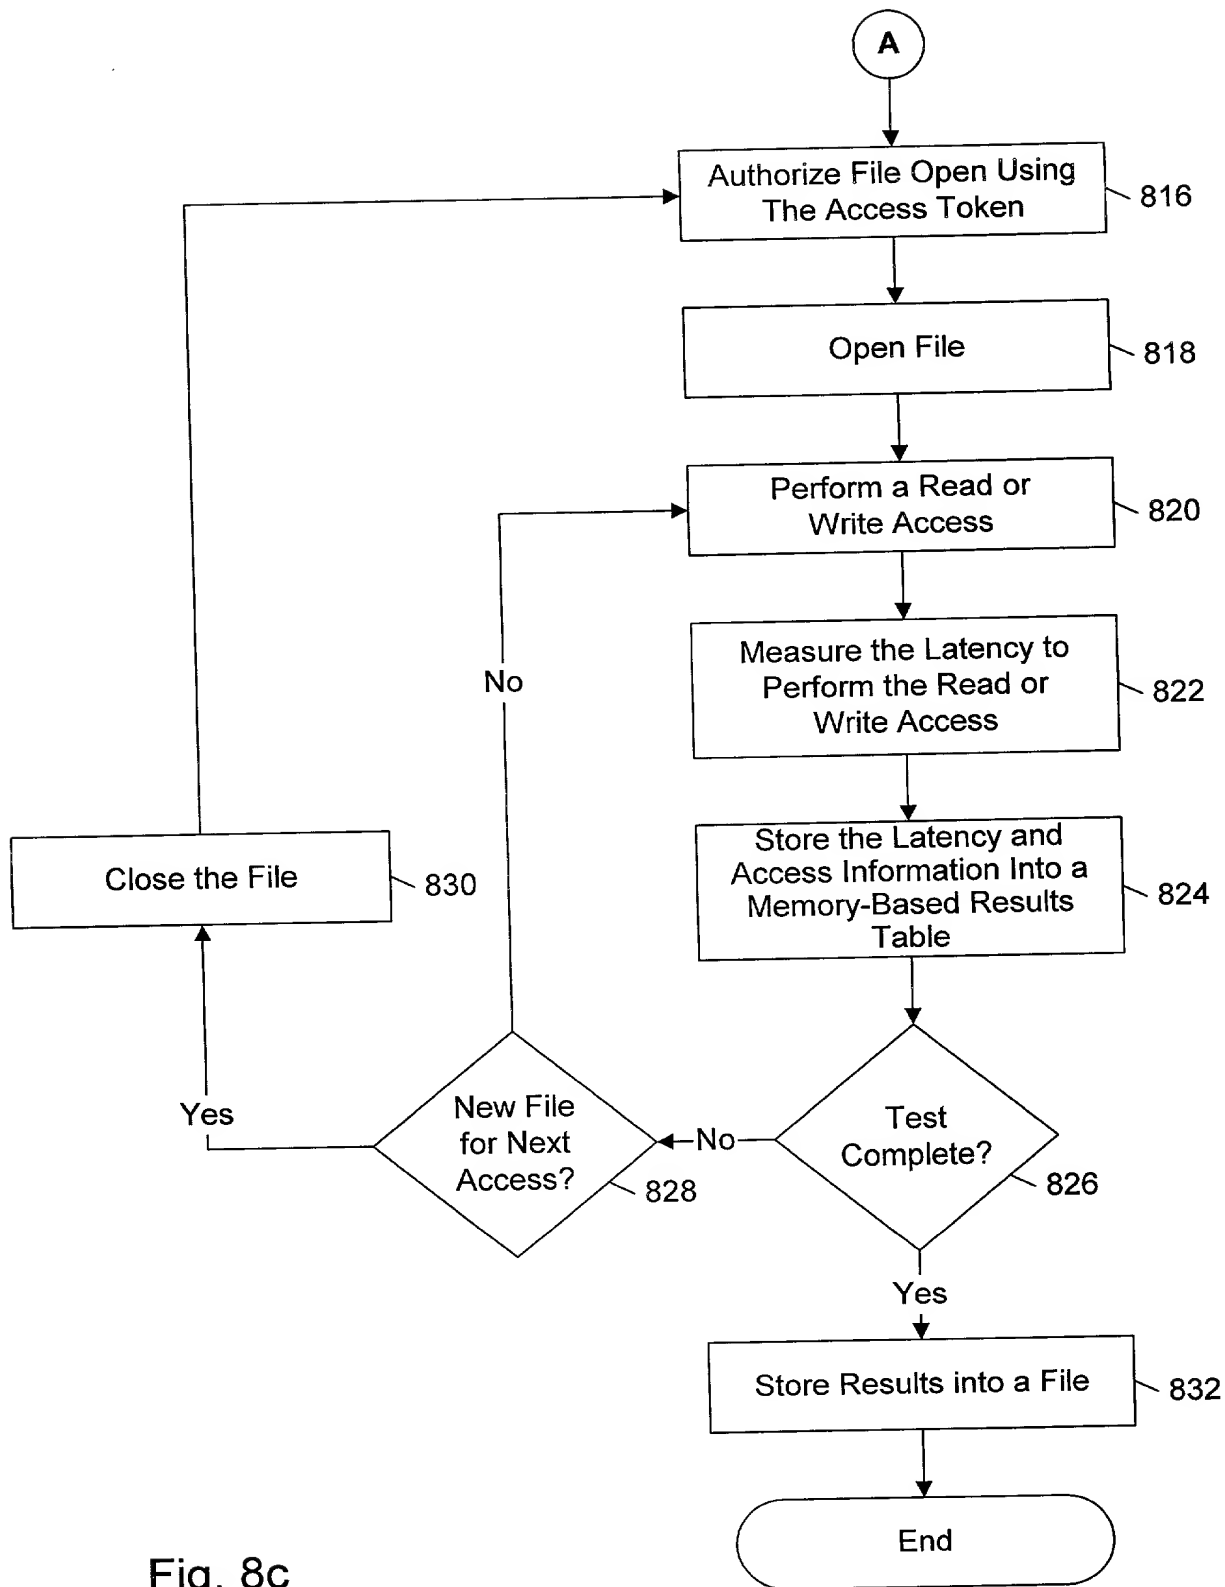 A
Authorize File Open Using
The Access Token
816
Open File
818
Perform a Read or
Write Access
820
No
Measure the Latency to
Perform the Read or
Write Access
822
Store the Latency and
Access Information Into a
Memory-Based Results
Table
824
Close the File
830
Yes
New File
for Next
Access?
828
No
Test
Complete?
826
Yes
Store Results into a File
832
End
Fig. 8c